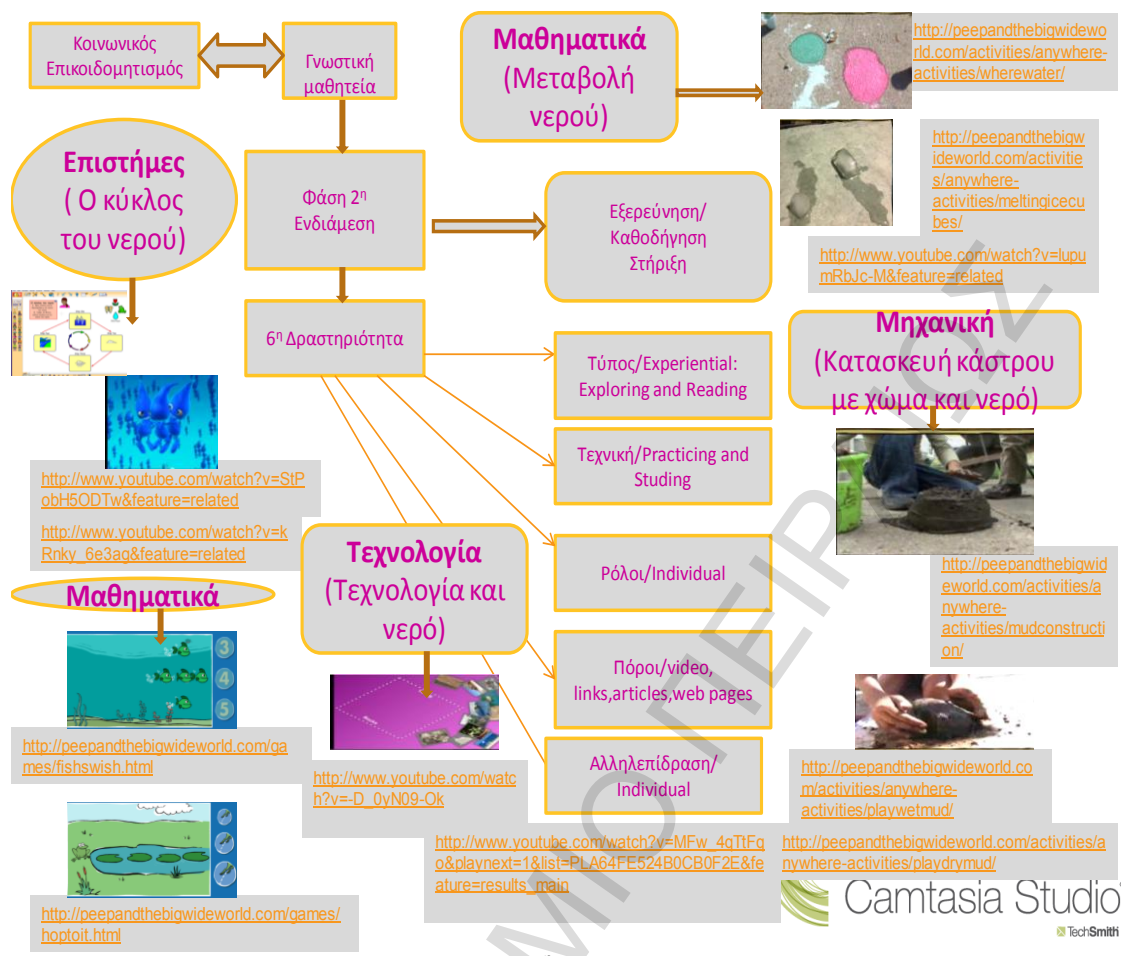 Κοινωνικός
Επικοιδομητισμός
Γνωστική
μαθητεία
Μαθηματικά
(Μεταβολή
νερού)
http://peepandthebigwidewo
rld.com/activities/anywhere-
activities/wherewater/
Επιστήμες
( Ο κύκλος
του νερού)
Φάση 2η
Ενδιάμεση
Εξερεύνηση/
Καθοδήγηση
Στήριξη
http://peepandthebigw
ideworld.com/activitie
s/anywhere-
activities/meltingicecu
bes/
http://www.youtube.com/watch?v=lupu
mRbJc-M&feature=related
6η Δραστηριότητα
Μηχανική
(Κατασκευή κάστρου
με χώμα και νερό)
Τύπος/Experiential:
Exploring and Reading
Τεχνική/Practicing and
Studing
http://www.youtube.com/watch?v=StP
obH5ODTw&feature=related
http://www.youtube.com/watch?v=k
Rnky_6e3ag&feature=related
Τεχνολογία
(Τεχνολογία και
νερό)
Ρόλοι/Individual
http://peepandthebigwid
eworld.com/activities/a
nywhere-
activities/mudconstructi
on/
Μαθηματικά
3
4
5
Πόροι/video,
links,articles,web pages
http://peepandthebigwideworld.com/ga
mes/fishswish.html
http://www.youtube.com/watc
h?v=-D_0yN09-Ok
Αλληλεπίδραση/
Individual
http://peepandthebigwideworld.co
m/activities/anywhere-
activities/playwetmud/
http://www.youtube.com/watch?v=MFw_4qTtFq
o&playnext=1&list=PLA64FE524B0CB0F2E&fe
ature=results_main
http://peepandthebigwideworld.com/activities/a
nywhere-activities/playdrymud/
http://peepandthebigwideworld.com/games/
hoptoit.html
Camtasia Studio
TechSmith
ΜΙΟ ΠΕΙΡ ΙΩΣ